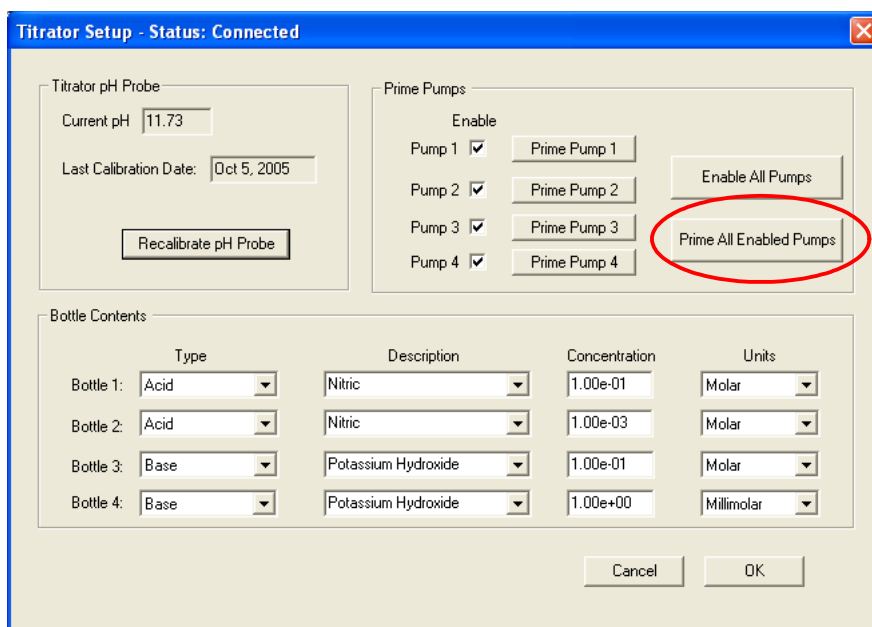 Titrator Setup - Status: Connected
Titrator pH Probe
Current pH 11.73
Last Calibration Date: Oct 5, 2005
Recalibrate pH Probe
Prime Pumps
Enable
Pump 1 Prime Pump 1
Pump 2 Prime Pump 2
Pump 3 Prime Pump 3
Pump 4 Prime Pump 4
Enable All Pumps
Prime All Enabled Pumps
Bottle Contents
Type Description Concentration Units
Bottle 1: Acid Nitric 1.00e-01 Molar
Bottle 2: Acid Nitric 1.00e-03 Molar
Bottle 3: Base Potassium Hydroxide 1.00e-01 Molar
Bottle 4: Base Potassium Hydroxide 1.00e+00 Millimolar
Cancel OK